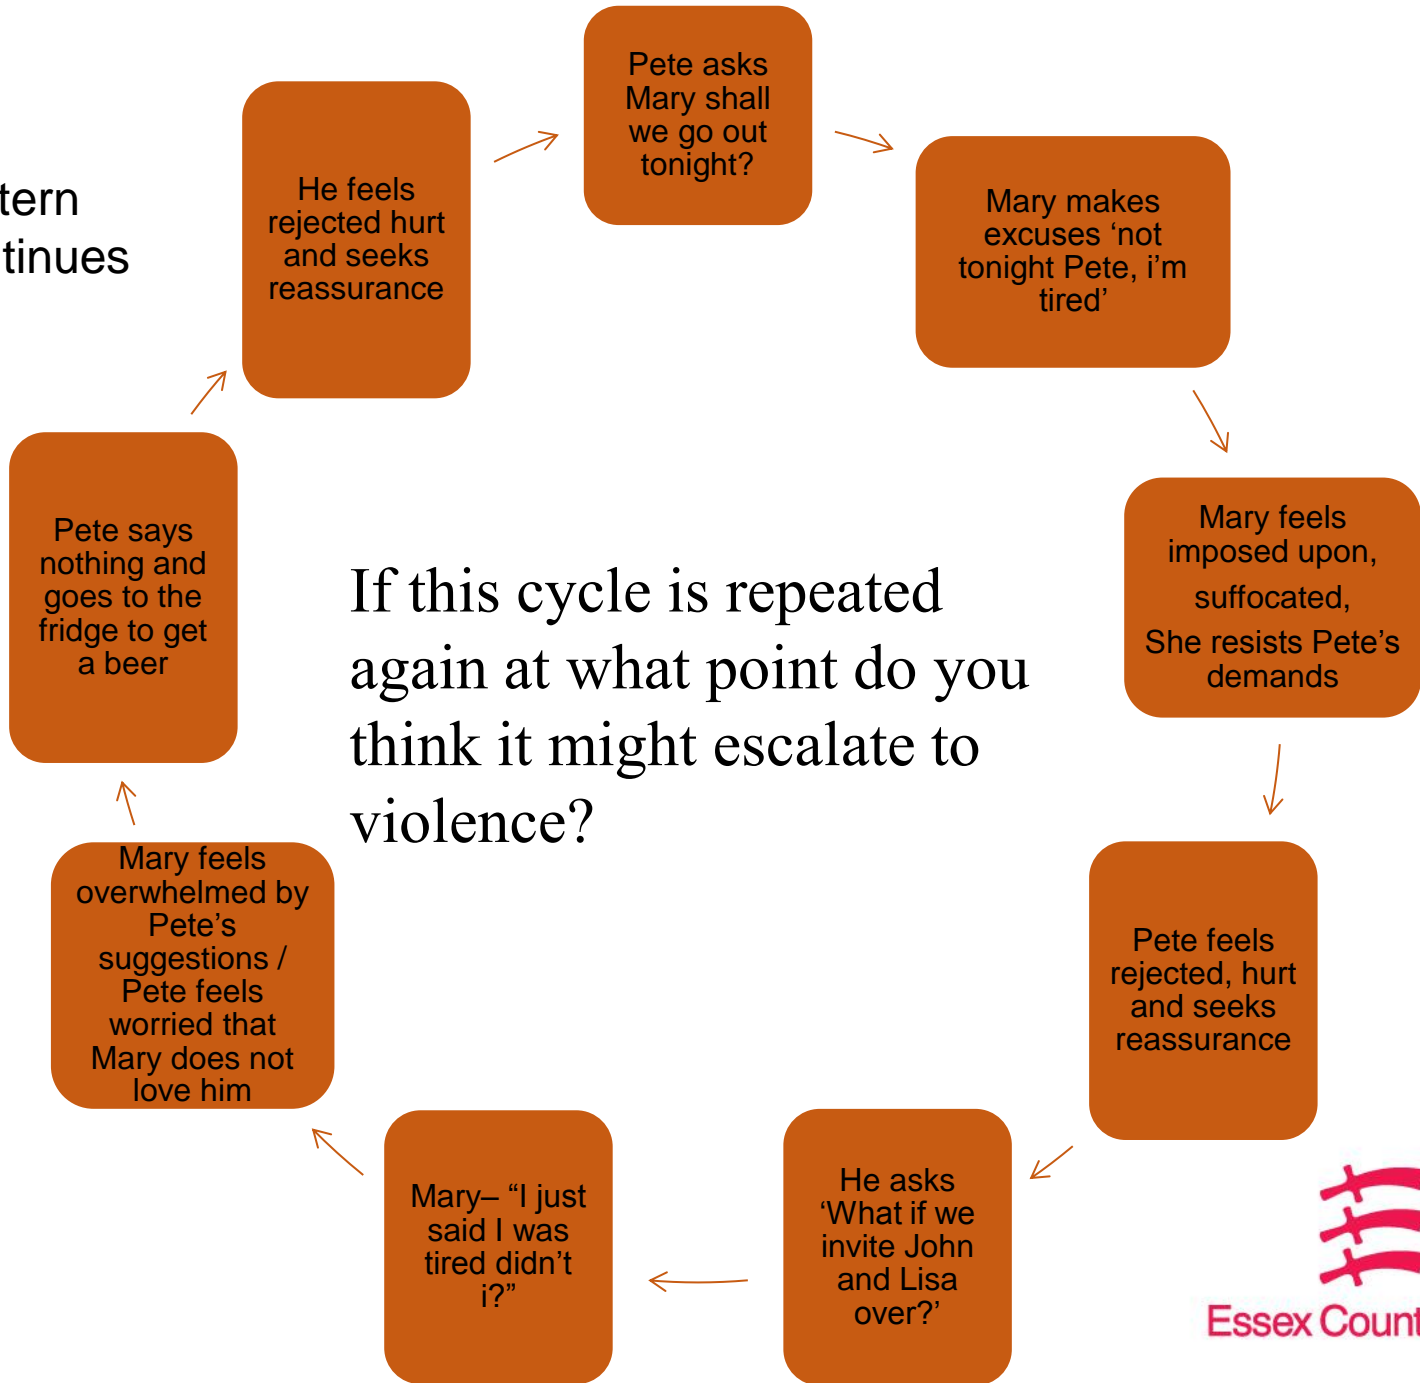 Pete asks
Mary shall
we go out
tonight?
Mary makes
excuses ‘not
tonight Pete, i’m
tired’
Mary feels
imposed upon,
suffocated,
She resists Pete’s
demands
Pete feels
rejected, hurt
and seeks
reassurance
He asks
‘What if we
invite John
and Lisa
over?’
Mary– “I just
said I was
tired didn’t
i?”
Mary feels
overwhelmed by
Pete’s
suggestions /
Pete feels
worried that
Mary does not
love him
Pete says
nothing and
goes to the
fridge to get
a beer
He feels
rejected hurt
and seeks
reassurance
tern
tinues
If this cycle is repeated
again at what point do you
think it might escalate to
violence?
Essex Count